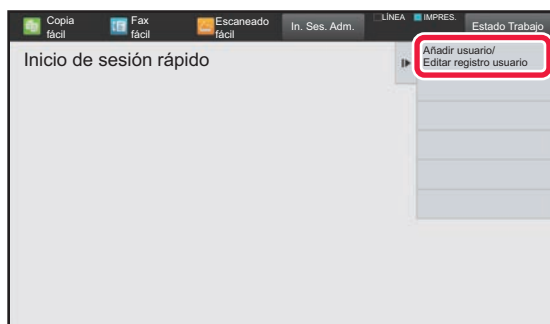 Copia
fácil
Fax
fácil
Escaneado
fácil
In. Ses. Adm.
LÍNEA
IMPRES.
Estado Trabajo
Inicio de sesión rápido
Añadir usuario/
Editar registro usuario